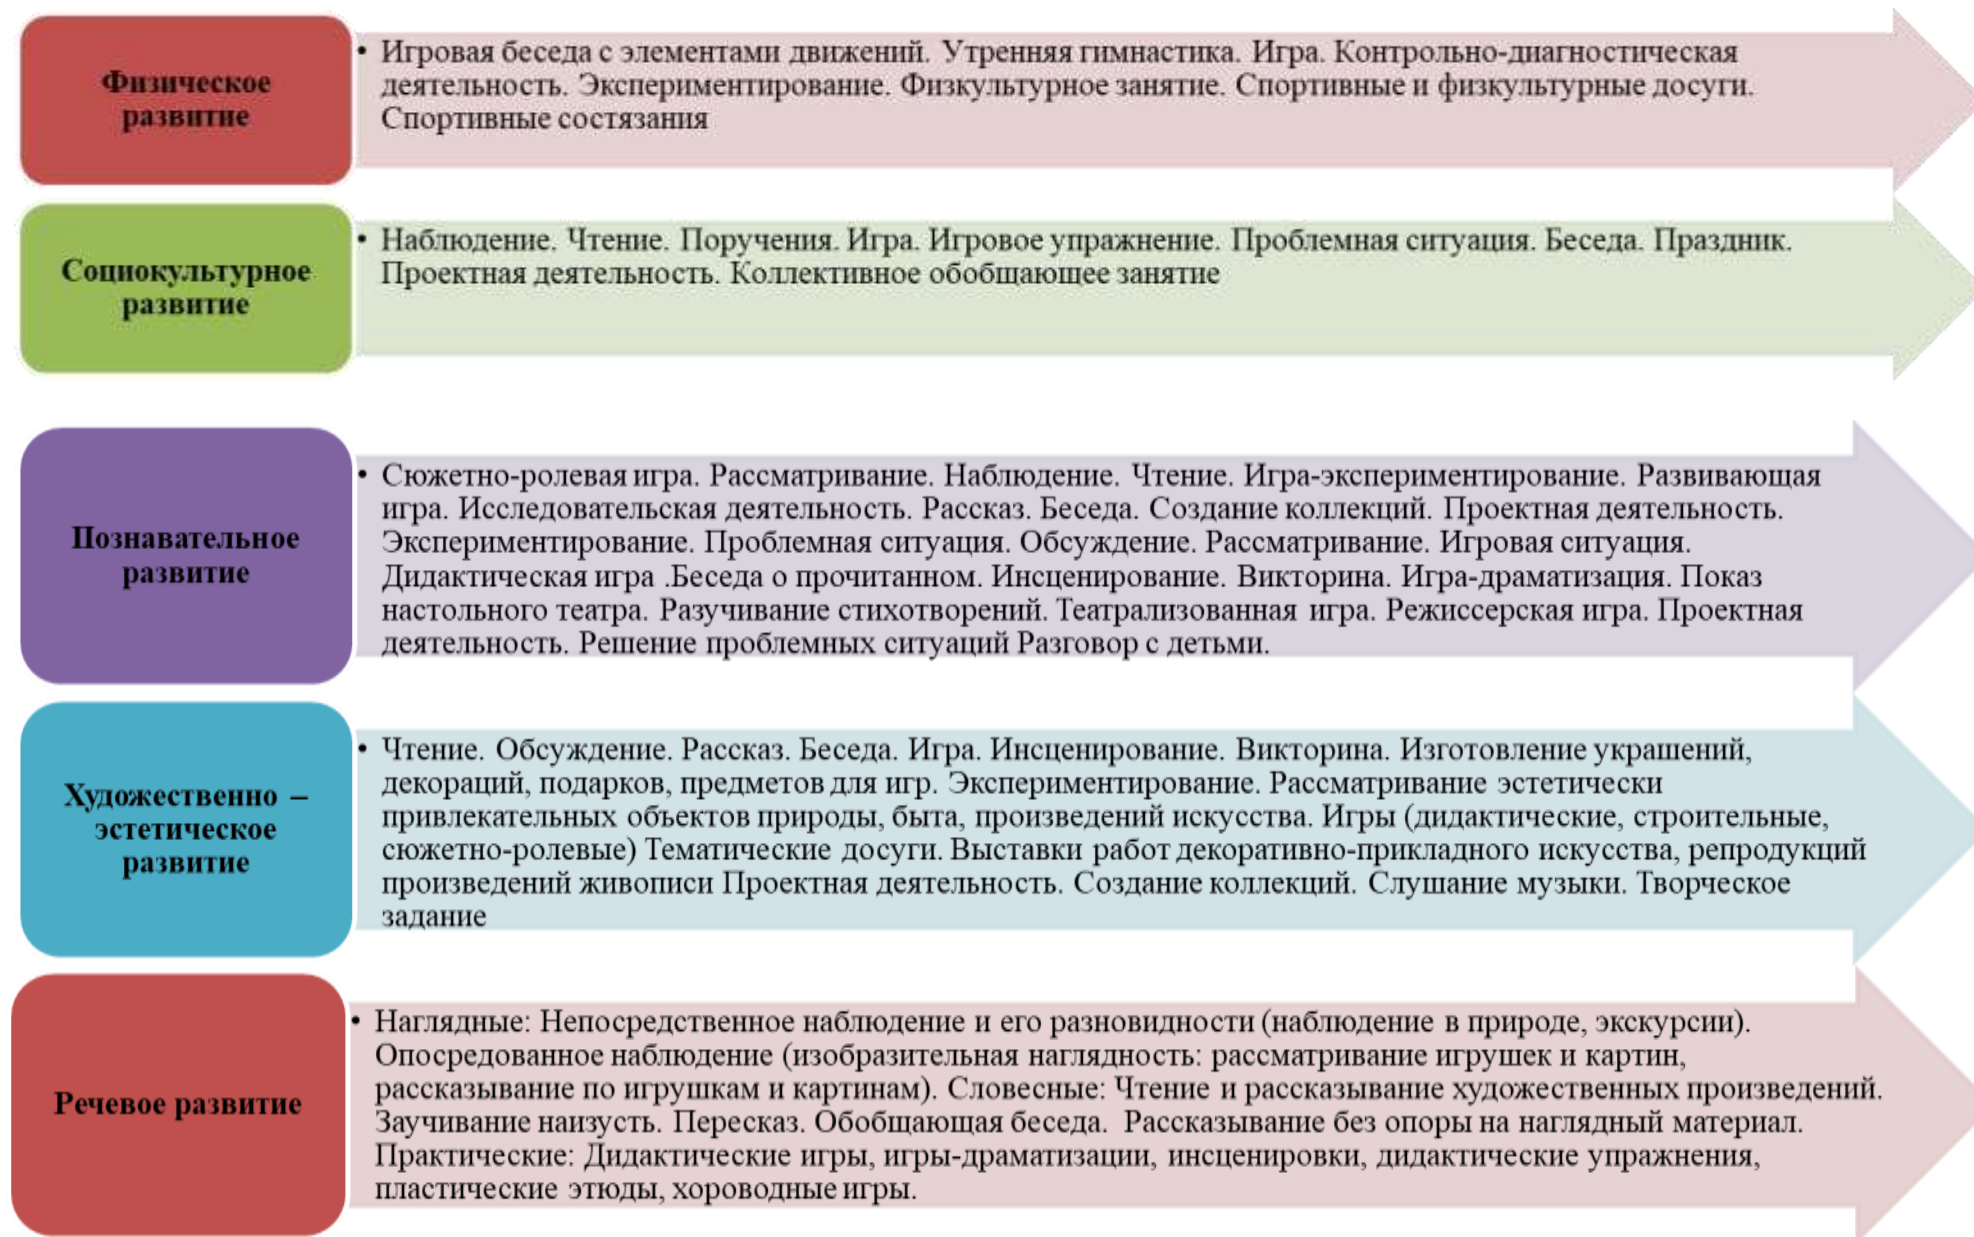 Физическое
развитие
• Игровая беседа с элементами движений. Утренняя гимнастика. Игра. Контрольно-диагностическая
деятельность. Экспериментирование. Физкультурное занятие. Спортивные и физкультурные досуги.
Спортивные состязания
Социокультурное
развитие
• Наблюдение. Чтение. Поручения. Игра. Игровое упражнение. Проблемная ситуация. Беседа. Праздник.
Проектная деятельность. Коллективное обобщающее занятие
Познавательное
развитие
• Сюжетно-ролевая игра. Рассматривание. Наблюдение. Чтение. Игра-экспериментирование. Развивающая
игра. Исследовательская деятельность. Рассказ. Беседа. Создание коллекций. Проектная деятельность.
Экспериментирование. Проблемная ситуация. Обсуждение. Рассматривание. Игровая ситуация.
Дидактическая игра .Беседа о прочитанном. Инсценирование. Викторина. Игра-драматизация. Показ
настольного театра. Разучивание стихотворений. Театрализованная игра. Режиссерская игра. Проектная
деятельность. Решение проблемных ситуаций Разговор с детьми.
Художественно –
эстетическое
развитие
• Чтение. Обсуждение. Рассказ. Беседа. Игра. Инсценирование. Викторина. Изготовление украшений,
декораций, подарков, предметов для игр. Экспериментирование. Рассматривание эстетически
привлекательных объектов природы, быта, произведений искусства. Игры (дидактические, строительные,
сюжетно-ролевые) Тематические досуги. Выставки работ декоративно-прикладного искусства, репродукций
произведений живописи Проектная деятельность. Создание коллекций. Слушание музыки. Творческое
задание
Речевое развитие
• Наглядные: Непосредственное наблюдение и его разновидности (наблюдение в природе, экскурсии).
Опосредованное наблюдение (изобразительная наглядность: рассматривание игрушек и картин,
рассказывание по игрушкам и картинам). Словесные: Чтение и рассказывание художественных произведений.
Заучивание наизусть. Пересказ. Обобщающая беседа. Рассказывание без опоры на наглядный материал.
Практические: Дидактические игры, игры-драматизации, инсценировки, дидактические упражнения,
пластические этюды, хороводные игры.